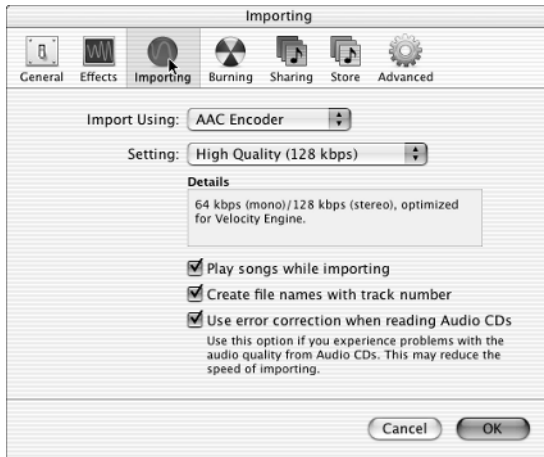 Importing
General Effects Importing Burning Sharing Store Advanced
Import Using: AAC Encoder
Setting: High Quality (128 kbps)
Details
64 kbps (mono)/128 kbps (stereo), optimized
for Velocity Engine.
Play songs while importing
Create file names with track number
Use error correction when reading Audio CDs
Use this option if you experience problems with the
audio quality from Audio CDs. This may reduce the
speed of importing.
Cancel OK